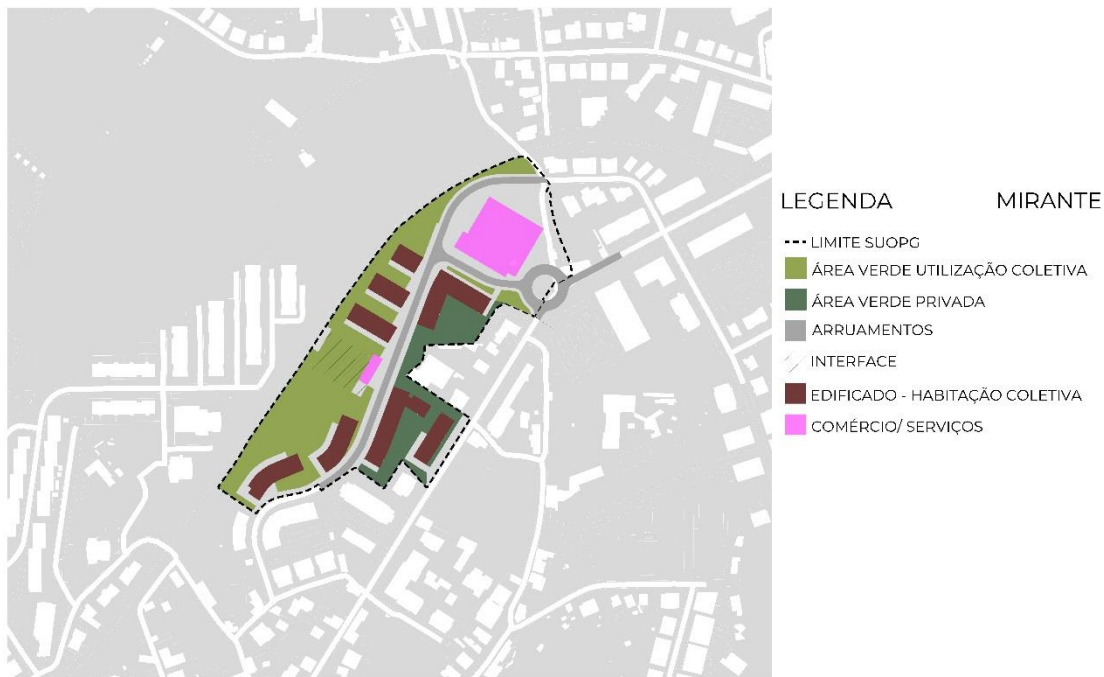 LEGENDA MIRANTE
LIMITE SUOPG
ÁREA VERDE UTILIZAÇÃO COLETIVA
ÁREA VERDE PRIVADA
ARRUAMENTOS
INTERFACE
EDIFICADO - HABITAÇÃO COLETIVA
COMÉRCIO/ SERVIÇOS